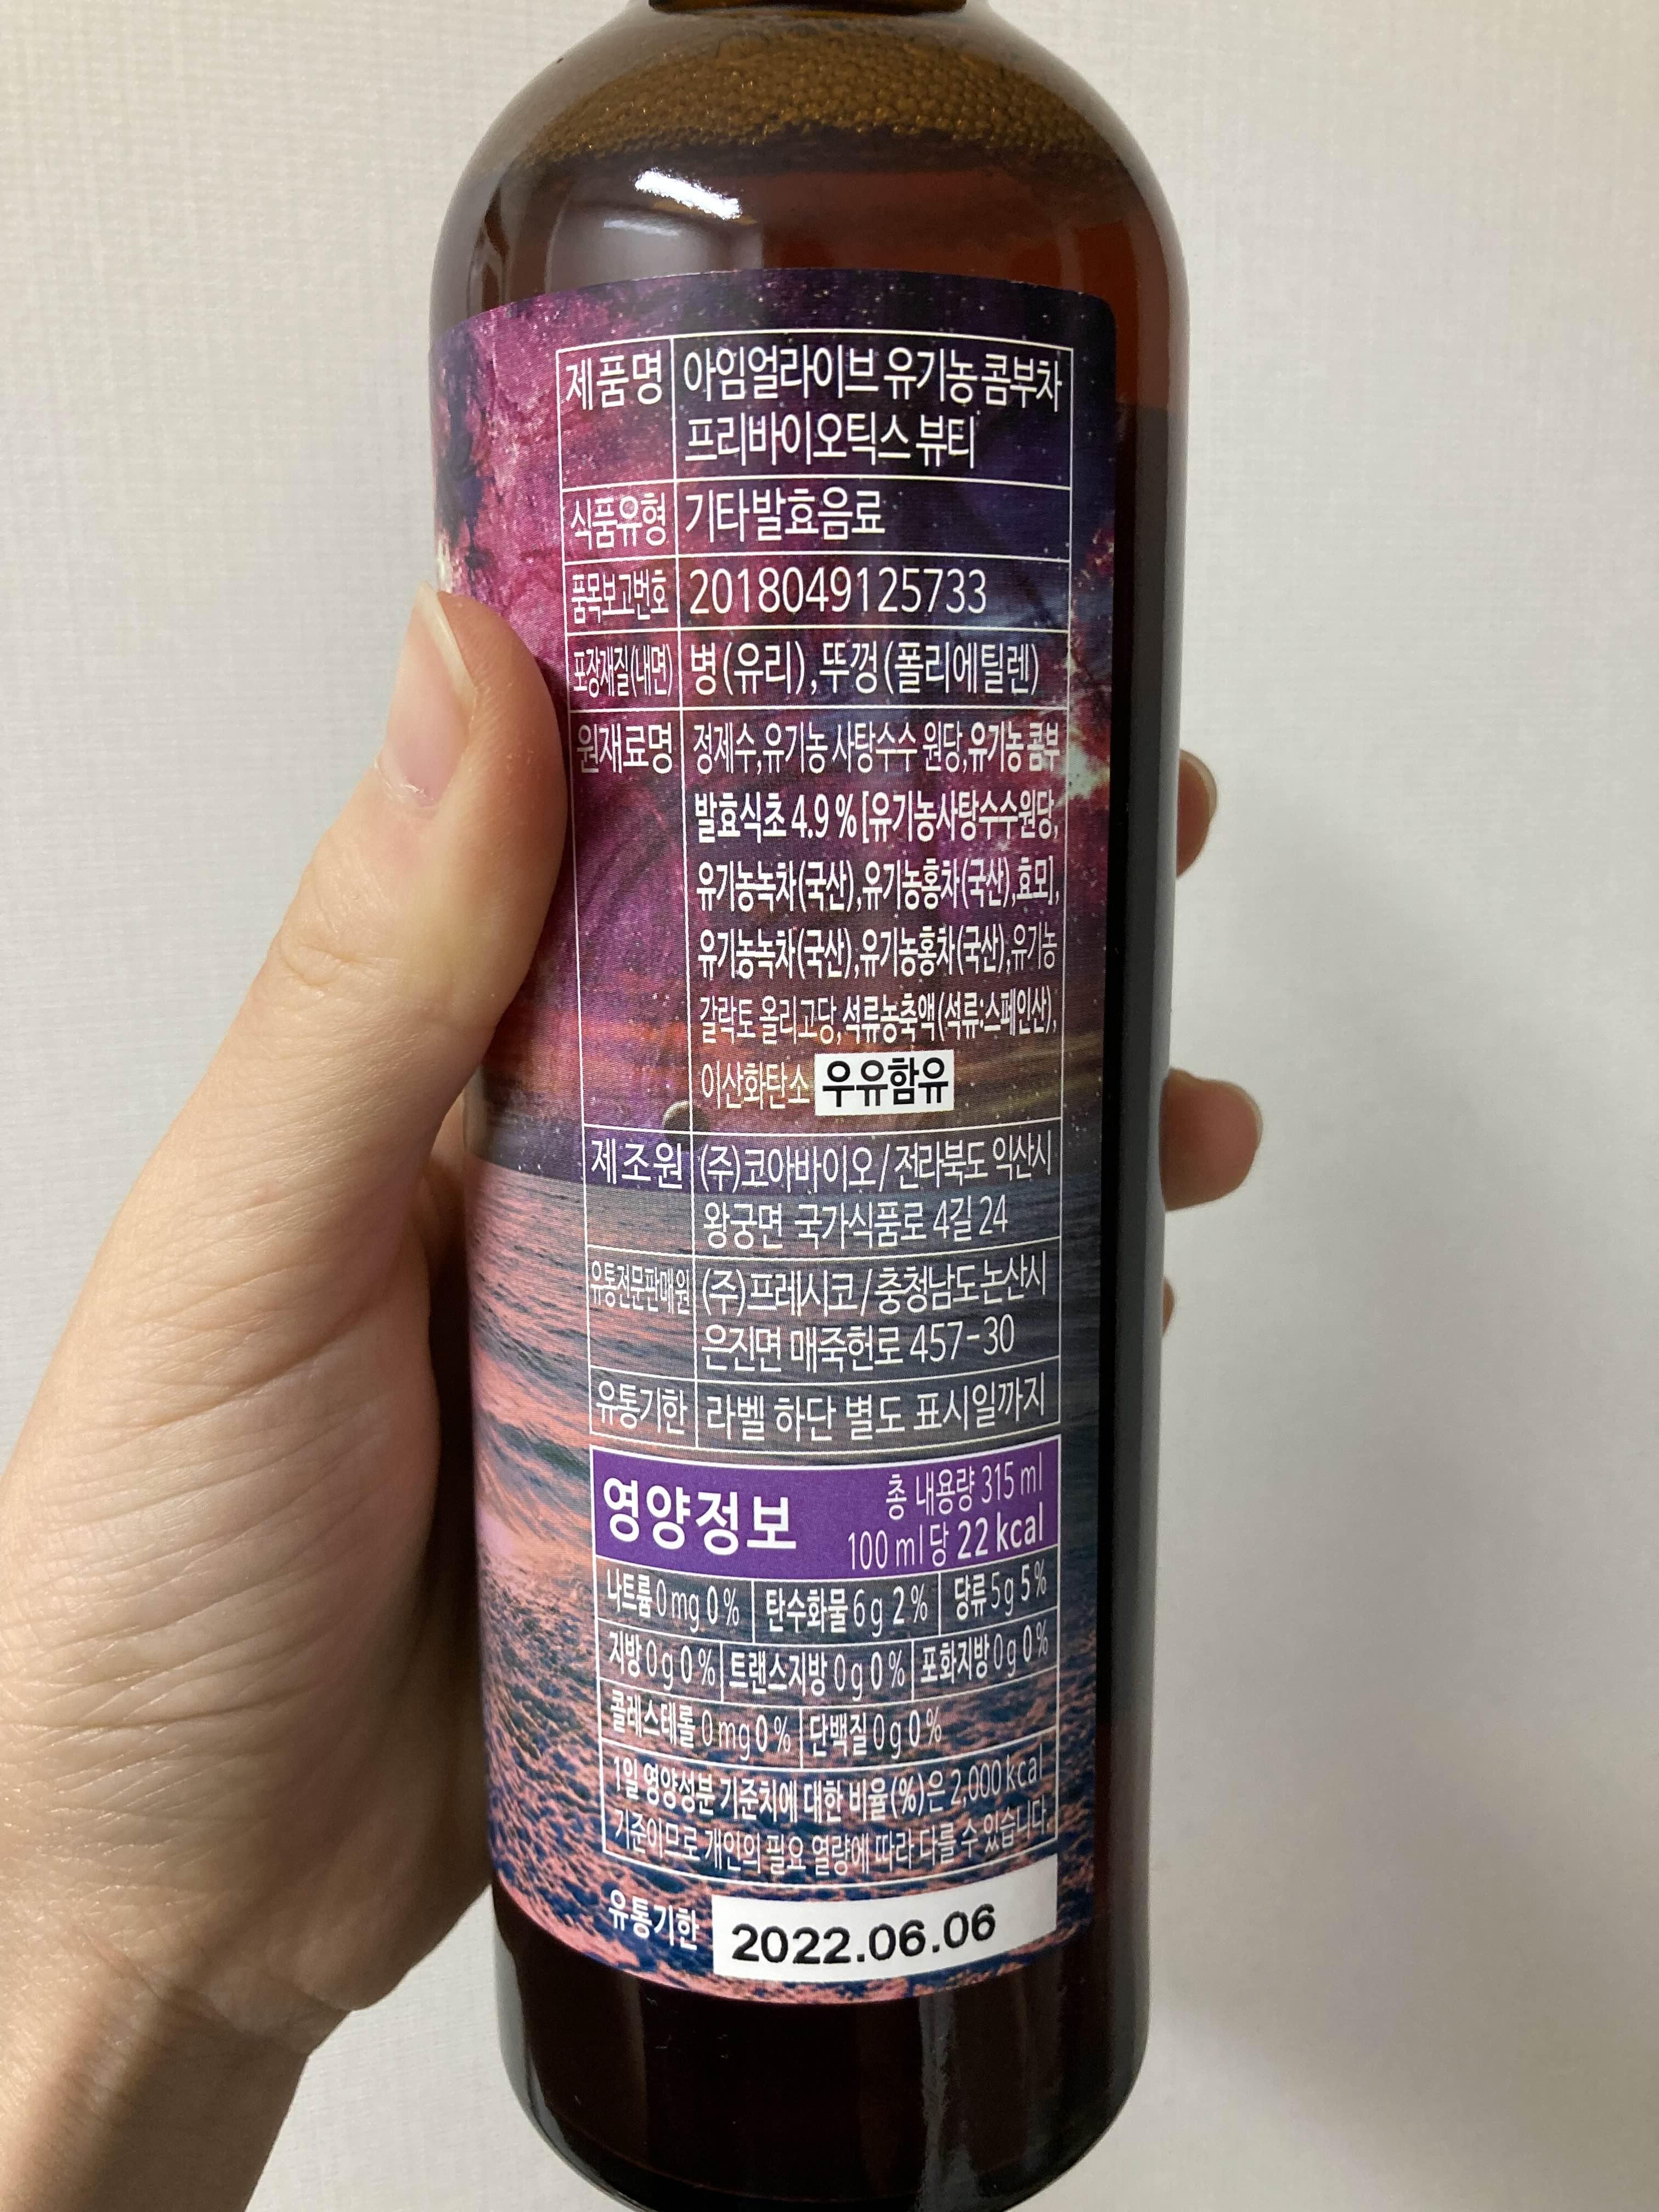 제품명 아임얼라이브 유기농 콤부차
프리바이오틱스 뷰티
식품유형 기타발효음료
품목보고번호 2018049125733
포장재질(내면) 병(유리),뚜껑(폴리에틸렌)
원재료명 정제수,유기농 사탕수수 원당,유기농 콤부
발효식초 4.9 % [유기농사탕수수원당,
유기농녹차(국산),유기농홍차(국산),효모],
유기농녹차(국산),유기농홍차(국산),유기농
갈락토 올리고당,석류농축액(석류:스페인산),
이산화탄소 우유함유
제조원 (주)코아바이오 / 전라북도 익산시
왕궁면 국가식품로 4길 24
유통전문판매원 (주)프레시코 / 충청남도 논산시
은진면 매죽헌로 457-30
유통기한 라벨 하단 별도 표시일까지
영양정보 총 내용량 315 ml
100 ml당 22 kcal
나트륨 0 mg 0 % 탄수화물 6 g 2 % 당류 5 g 5 %
지방 0 g 0 % 트랜스지방 0 g 0 % 포화지방 0 g 0 %
콜레스테롤 0 mg 0 % 단백질 0 g 0 %
1일 영양성분 기준치에 대한 비율(%)은 2,000 kcal
기준이므로 개인의 필요 열량에 따라 다를 수 있습니다.
유통기한 2022.06.06